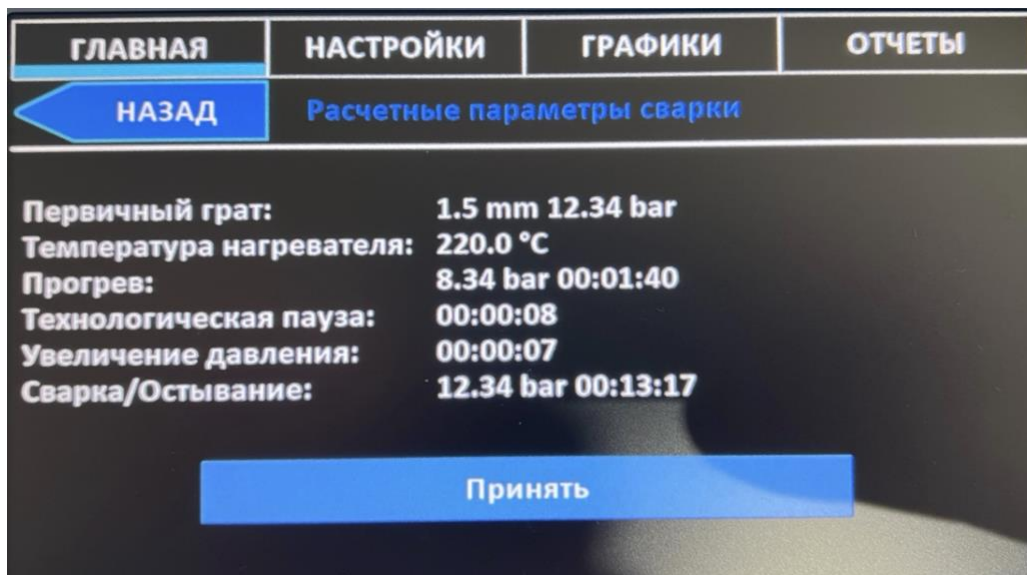 ГЛАВНАЯ НАСТРОЙКИ ГРАФИКИ ОТЧЕТЫ
НАЗАД Расчетные параметры сварки
Первичный грат: 1.5 mm 12.34 bar
Температура нагревателя: 220.0 °C
Прогрев: 8.34 bar 00:01:40
Технологическая пауза: 00:00:08
Увеличение давления: 00:00:07
Сварка/Остывание: 12.34 bar 00:13:17
Принять